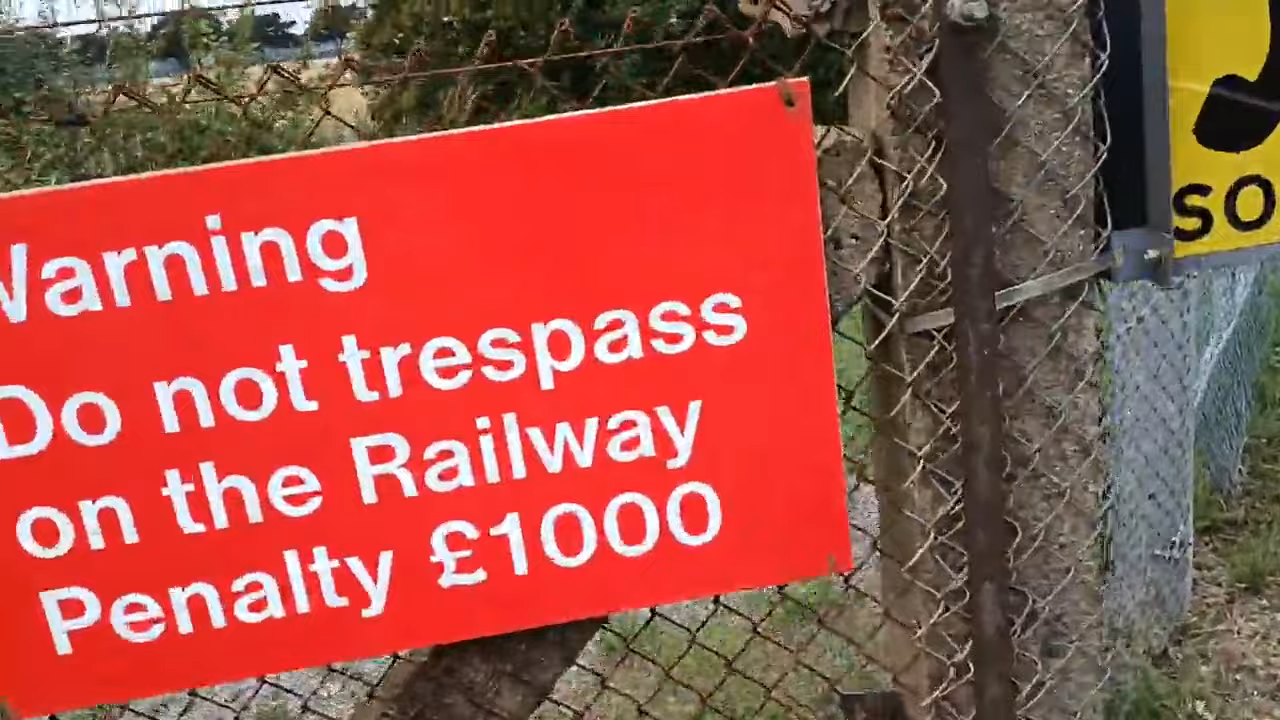 Warning
Do not trespass
on the Railway
Penalty £1000
so